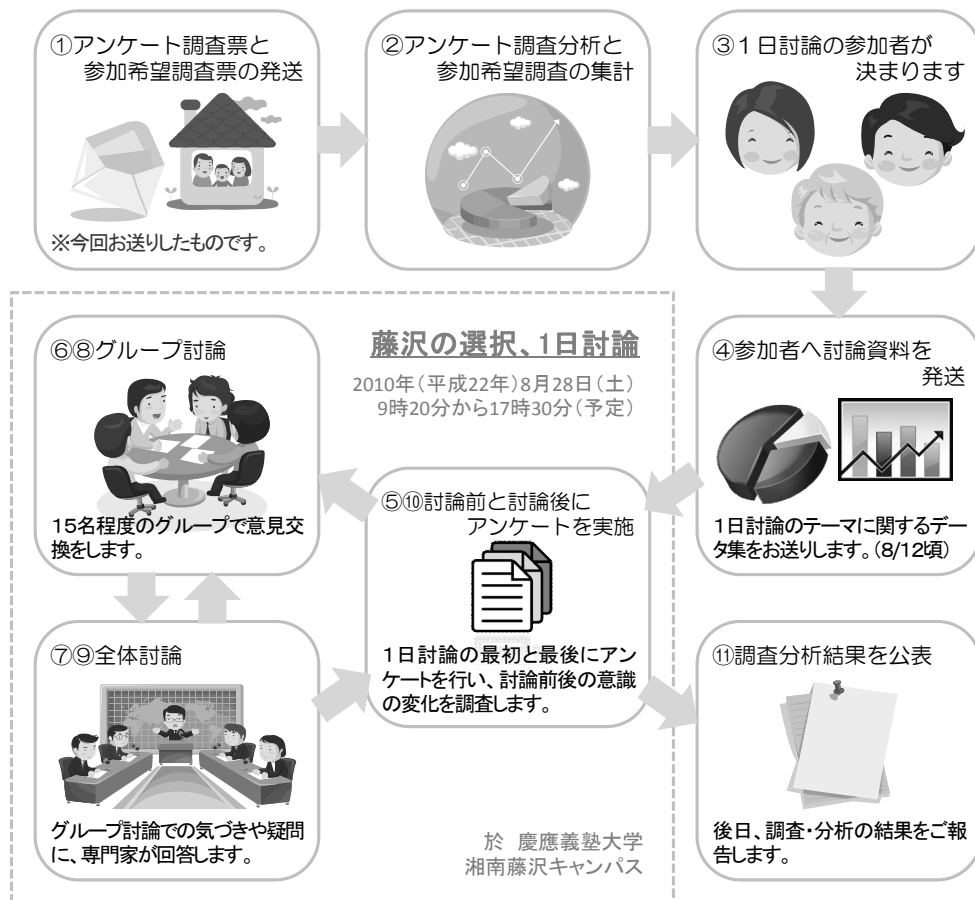 ①アンケート調査票と
参加希望調査票の発送
※今回お送りしたものです。
②アンケート調査分析と
参加希望調査の集計
③1日討論の参加者が
決まります
④参加者へ討論資料を
発送
1日討論のテーマに関するデー
タ集をお送りします。(8/12頃)
藤沢の選択、1日討論
2010年(平成22年)8月28日(土)
9時20分から17時30分(予定)
⑤⑩討論前と討論後に
アンケートを実施
1日討論の最初と最後にアン
ケートを行い、討論前後の意識
の変化を調査します。
⑥⑧グループ討論
15名程度のグループで意見交
換をします。
⑦⑨全体討論
グループ討論での気づきや疑問
に、専門家が回答します。
於 慶應義塾大学
湘南藤沢キャンパス
⑪調査分析結果を公表
後日、調査・分析の結果をご報
告します。